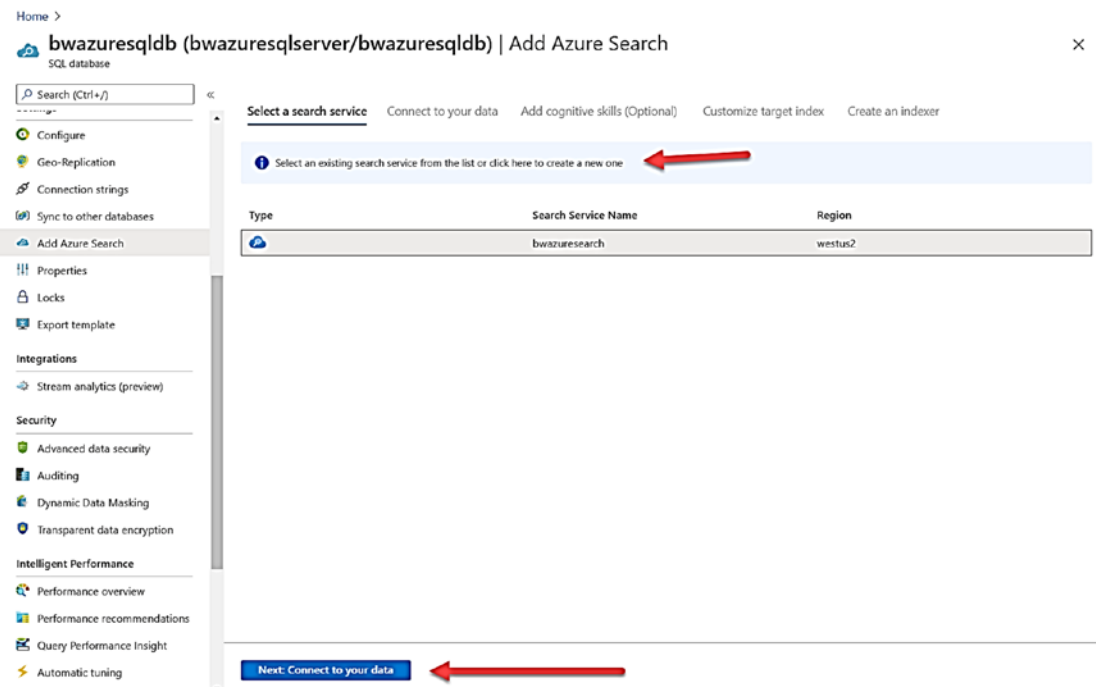 Home >
bwazuresqldb (bwazuresqlserver/bwazuresqldb) | Add Azure Search
SQL database
Search (Ctrl+/)
«
Configure
Geo-Replication
Connection strings
Sync to other databases
Add Azure Search
Properties
Locks
Export template
Integrations
Stream analytics (preview)
Security
Advanced data security
Auditing
Dynamic Data Masking
Transparent data encryption
Intelligent Performance
Performance overview
Performance recommendations
Query Performance Insight
Automatic tuning
Select a search service Connect to your data Add cognitive skills (Optional) Customize target index Create an indexer
Select an existing search service from the list or click here to create a new one
Type Search Service Name Region
bwazuresearch westus2
Next: Connect to your data